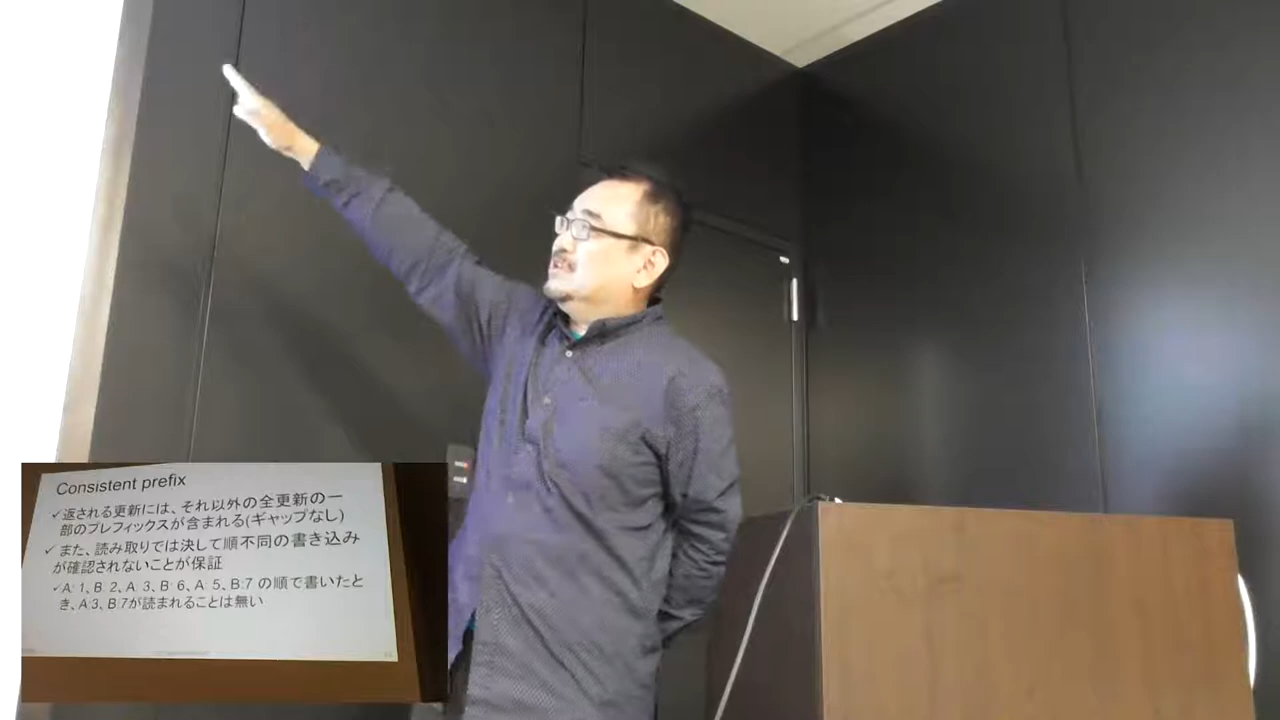 Consistent prefix
✓返される更新には、それ以外の全更新の一
部のプレフィックスが含まれる(ギャップなし)
✓また、読み取りでは決して順不同の書き込み
が確認されないことが保証
✓A:1、B:2、A:3、B:6、A:5、B:7 の順で書いたと
き、A:3、B:7が読まれることは無い